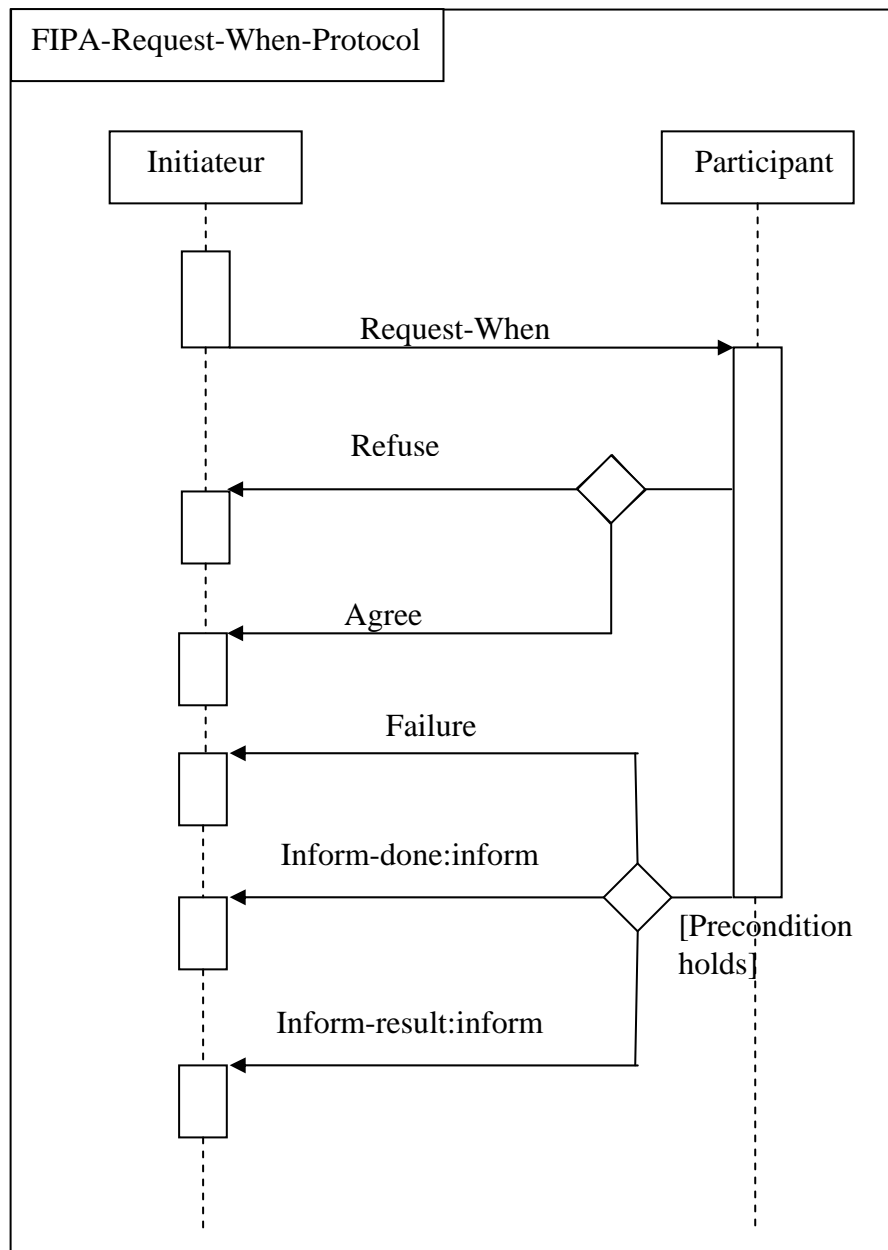 FIPA-Request-When-Protocol
Initiateur
Participant
Request-When
Refuse
Agree
Failure
Inform-done:inform
[Precondition
holds]
Inform-result:inform